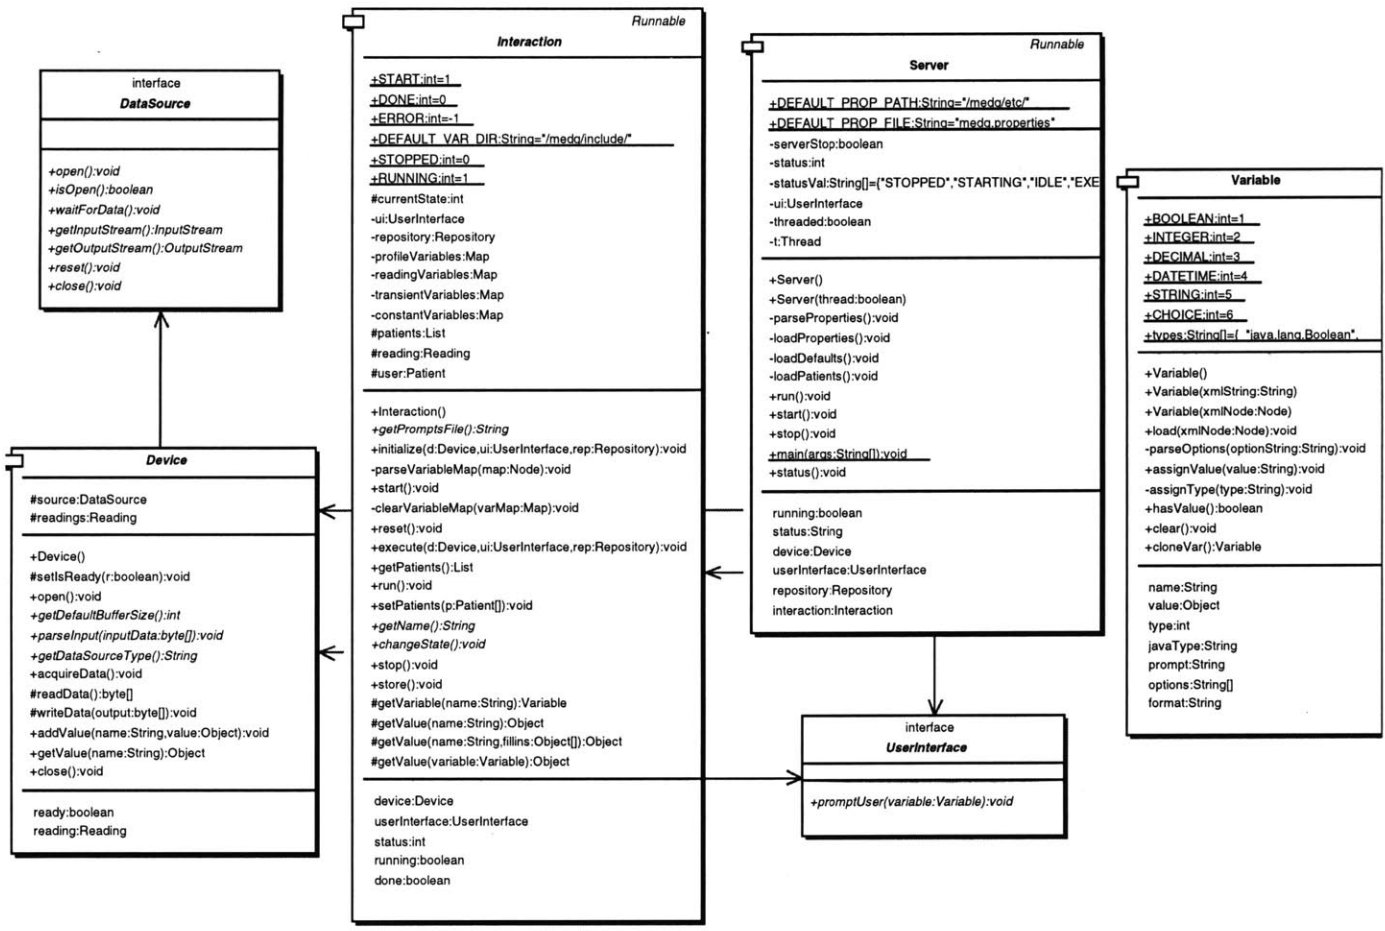 interface
DataSource
+open():void
+isOpen():boolean
+waitForData():void
+getInputStream():InputStream
+getOutputStream():OutputStream
+reset():void
+close():void
Device
#source:DataSource
#readings:Reading
+Device()
#setIsReady(r:boolean):void
+open():void
+getDefaultBufferSize():int
+parseInput(inputData:byte[]):void
+getDataSourceType():String
+acquireData():void
#readData():byte[]
#writeData(output:byte[]):void
+addValue(name:String,value:Object):void
+getValue(name:String):Object
+close():void
ready:boolean
reading:Reading
Runnable
Interaction
+START:int=1
+DONE:int=0
+ERROR:int=-1
+DEFAULT_VAR_DIR:String="/medg/include/"
+STOPPED:int=0
+RUNNING:int=1
#currentState:int
-ui:UserInterface
-repository:Repository
-profileVariables:Map
-readingVariables:Map
-transientVariables:Map
-constantVariables:Map
#patients:List
#reading:Reading
#user:Patient
+Interaction()
+getPromptsFile():String
+initialize(d:Device,ui:UserInterface,rep:Repository):void
-parseVariableMap(map:Node):void
+start():void
-clearVariableMap(varMap:Map):void
+reset():void
+execute(d:Device,ui:UserInterface,rep:Repository):void
+getPatients():List
+run():void
+setPatients(p:Patient[]):void
+getName():String
+changeState():void
+stop():void
+store():void
#getVariable(name:String):Variable
#getValue(name:String):Object
#getValue(name:String,fillins:Object[]):Object
#getValue(variable:Variable):Object
device:Device
userInterface:UserInterface
status:int
running:boolean
done:boolean
Runnable
Server
+DEFAULT_PROP_PATH:String="/medg/etc/"
+DEFAULT_PROP_FILE:String="medg.properties"
-serverStop:boolean
-status:int
-statusVal:String[]={"STOPPED","STARTING","IDLE","EXE
-ui:UserInterface
-threaded:boolean
-t:Thread
+Server()
+Server(thread:boolean)
-parseProperties():void
-loadProperties():void
-loadDefaults():void
-loadPatients():void
+run():void
+start():void
+stop():void
+main(args:String[]):void
+status():void
running:boolean
status:String
device:Device
userInterface:UserInterface
repository:Repository
interaction:Interaction
interface
UserInterface
+promptUser(variable:Variable):void
Variable
+BOOLEAN:int=1
+INTEGER:int=2
+DECIMAL:int=3
+DATETIME:int=4
+STRING:int=5
+CHOICE:int=6
+types:String[]={ "java.lang.Boolean",
+Variable()
+Variable(xmlString:String)
+Variable(xmlNode:Node)
+load(xmlNode:Node):void
-parseOptions(optionString:String):void
+assignValue(value:String):void
-assignType(type:String):void
+hasValue():boolean
+clear():void
+cloneVar():Variable
name:String
value:Object
type:int
javaType:String
prompt:String
options:String[]
format:String